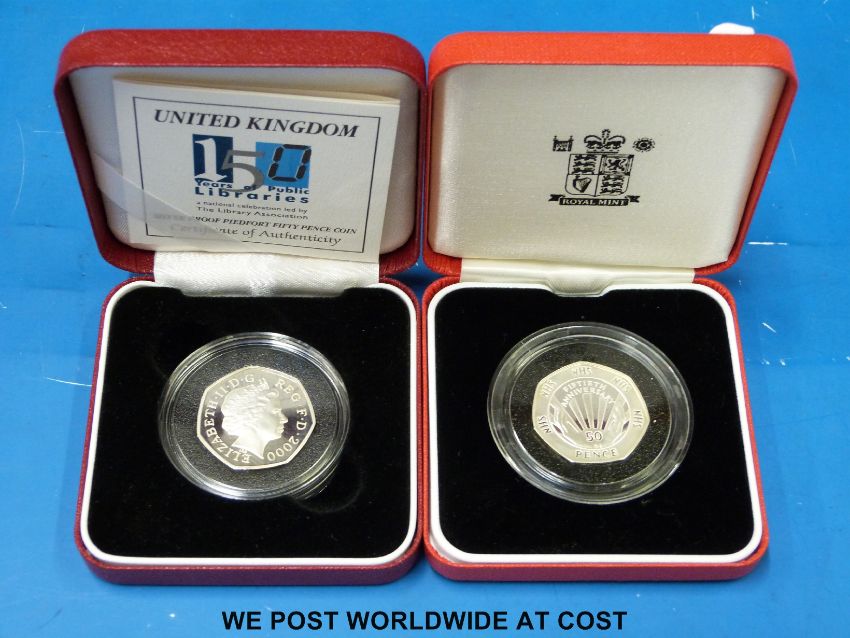 UNITED KINGDOM
150
Years of Public
Libraries
a national celebration led by
The Library Association
PROOF PIEDFORT FIFTY PENCE COIN
Certificate of Authenticity
ROYAL MINT
ELIZABETH·II·D·G REG·F·D·2000
NHS NHS NHS NHS NHS
FIFTIETH
ANNIVERSARY
50
PENCE
WE POST WORLDWIDE AT COST